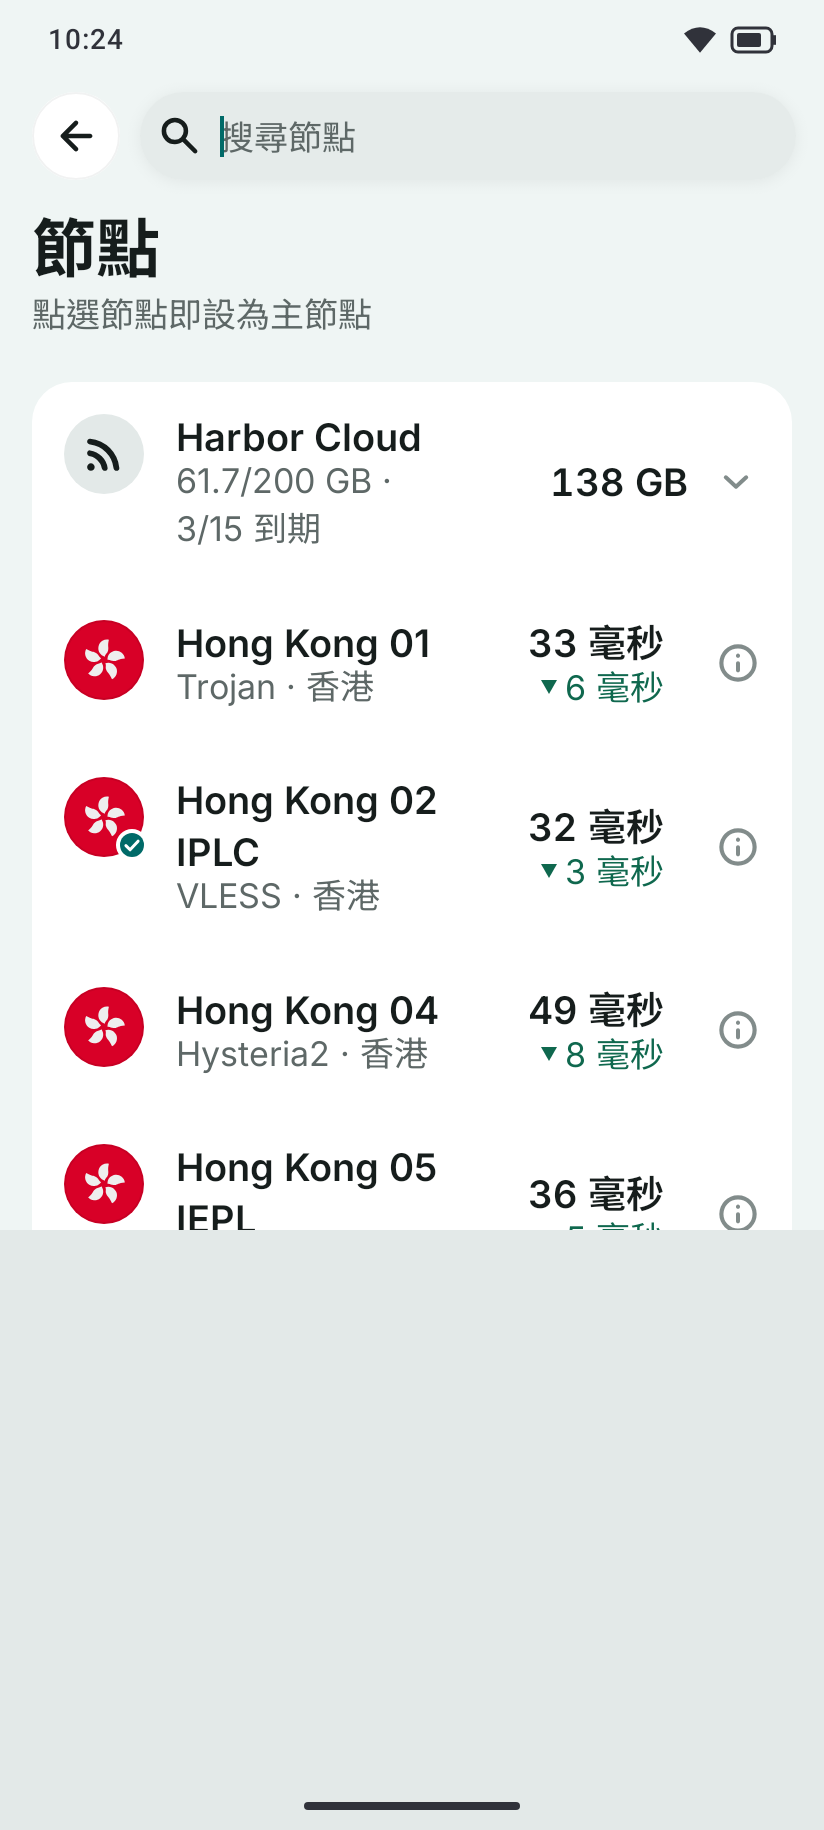 10:24
搜尋節點
節點
點選節點即設為主節點
Harbor Cloud
61.7/200 GB ·
3/15 到期
138 GB
Hong Kong 01
Trojan · 香港
33 毫秒
▼6 毫秒
Hong Kong 02
IPLC
VLESS · 香港
32 毫秒
▼3 毫秒
Hong Kong 04
Hysteria2 · 香港
49 毫秒
▼8 毫秒
Hong Kong 05
IEPL
36 毫秒